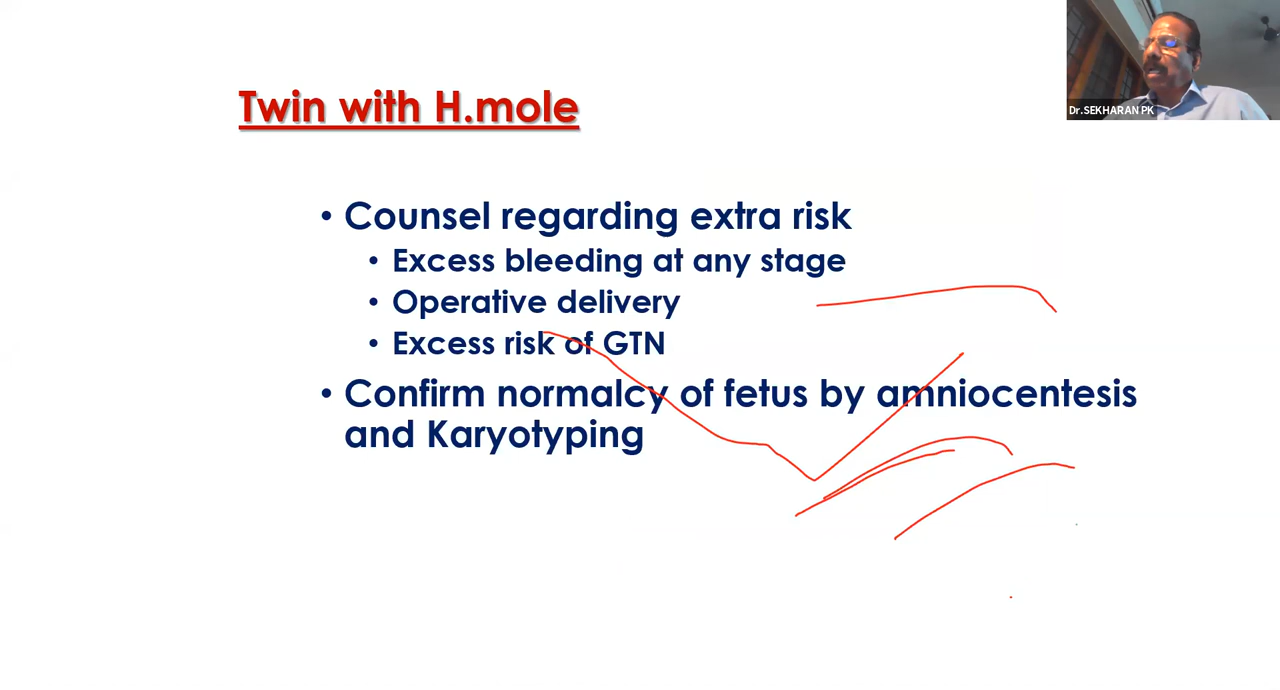 Twin with H.mole
Dr.SEKHARAN PK
• Counsel regarding extra risk
• Excess bleeding at any stage
• Operative delivery
• Excess risk of GTN
• Confirm normalcy of fetus by amniocentesis
and Karyotyping